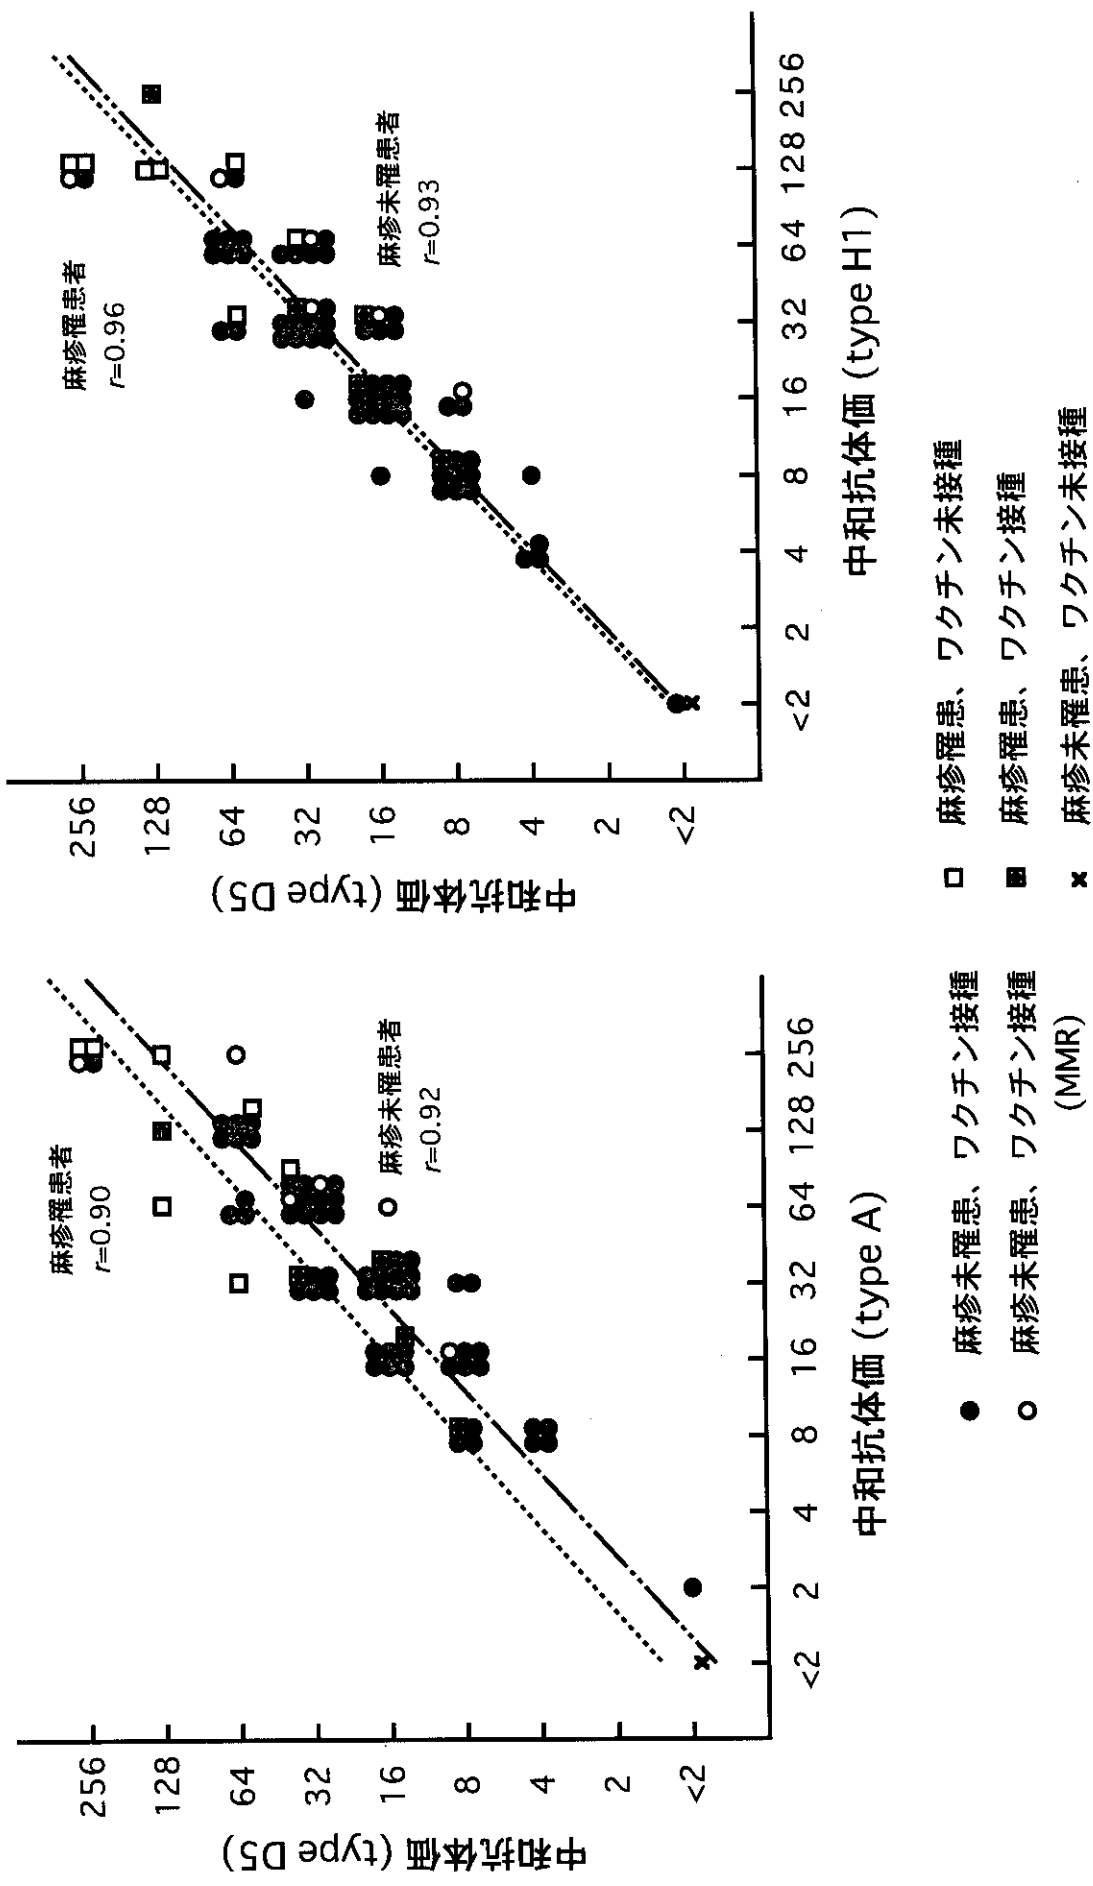 中和抗体価 (type D5)
256
128
64
32
16
8
4
2
<2
麻疹罹患者
r=0.90
麻疹未罹患者
r=0.92
<2
2
4
8
16
32
64
128
256
中和抗体価 (type A)
中和抗体価 (type D5)
256
128
64
32
16
8
4
2
<2
麻疹罹患者
r=0.96
麻疹未罹患者
r=0.93
<2
2
4
8
16
32
64
128
256
中和抗体価 (type H1)
麻疹未罹患、ワクチン接種
麻疹未罹患、ワクチン接種
(MMR)
麻疹罹患、ワクチン未接種
麻疹罹患、ワクチン接種
麻疹未罹患、ワクチン未接種